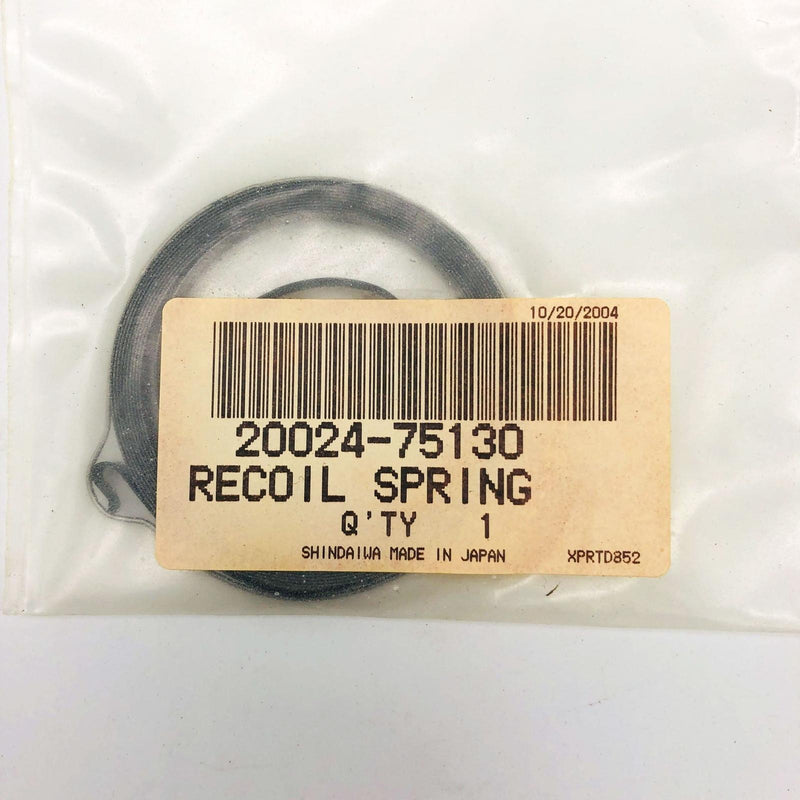 10/20/2004
20024-75130
RECOIL SPRING
Q'TY 1
SHINDAIWA MADE IN JAPAN XPRTD852